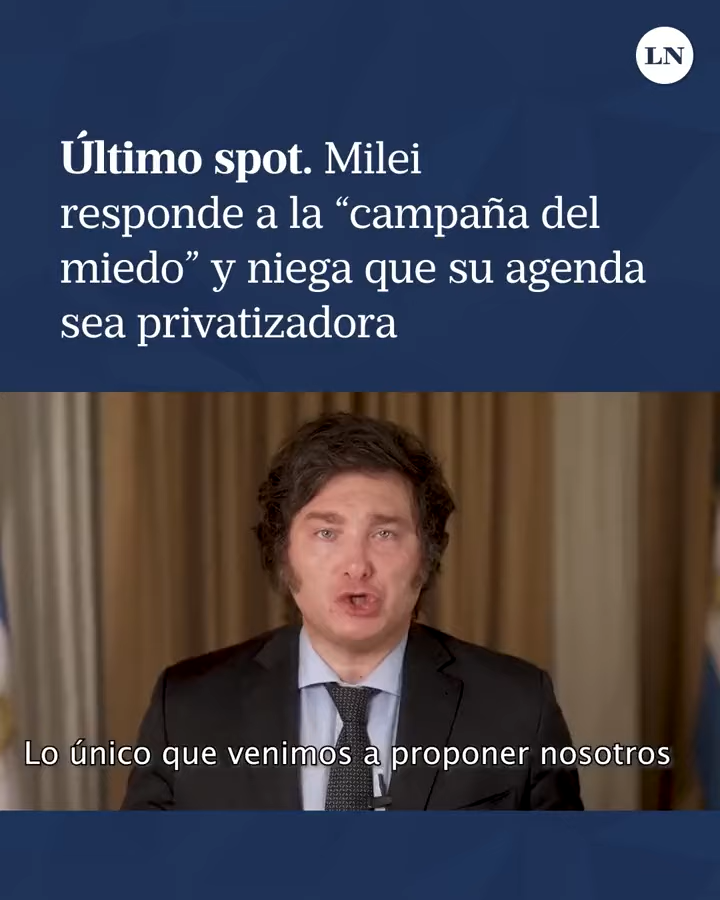 LN
Último spot. Milei
responde a la “campaña del
miedo” y niega que su agenda
sea privatizadora
Lo único que venimos a proponer nosotros